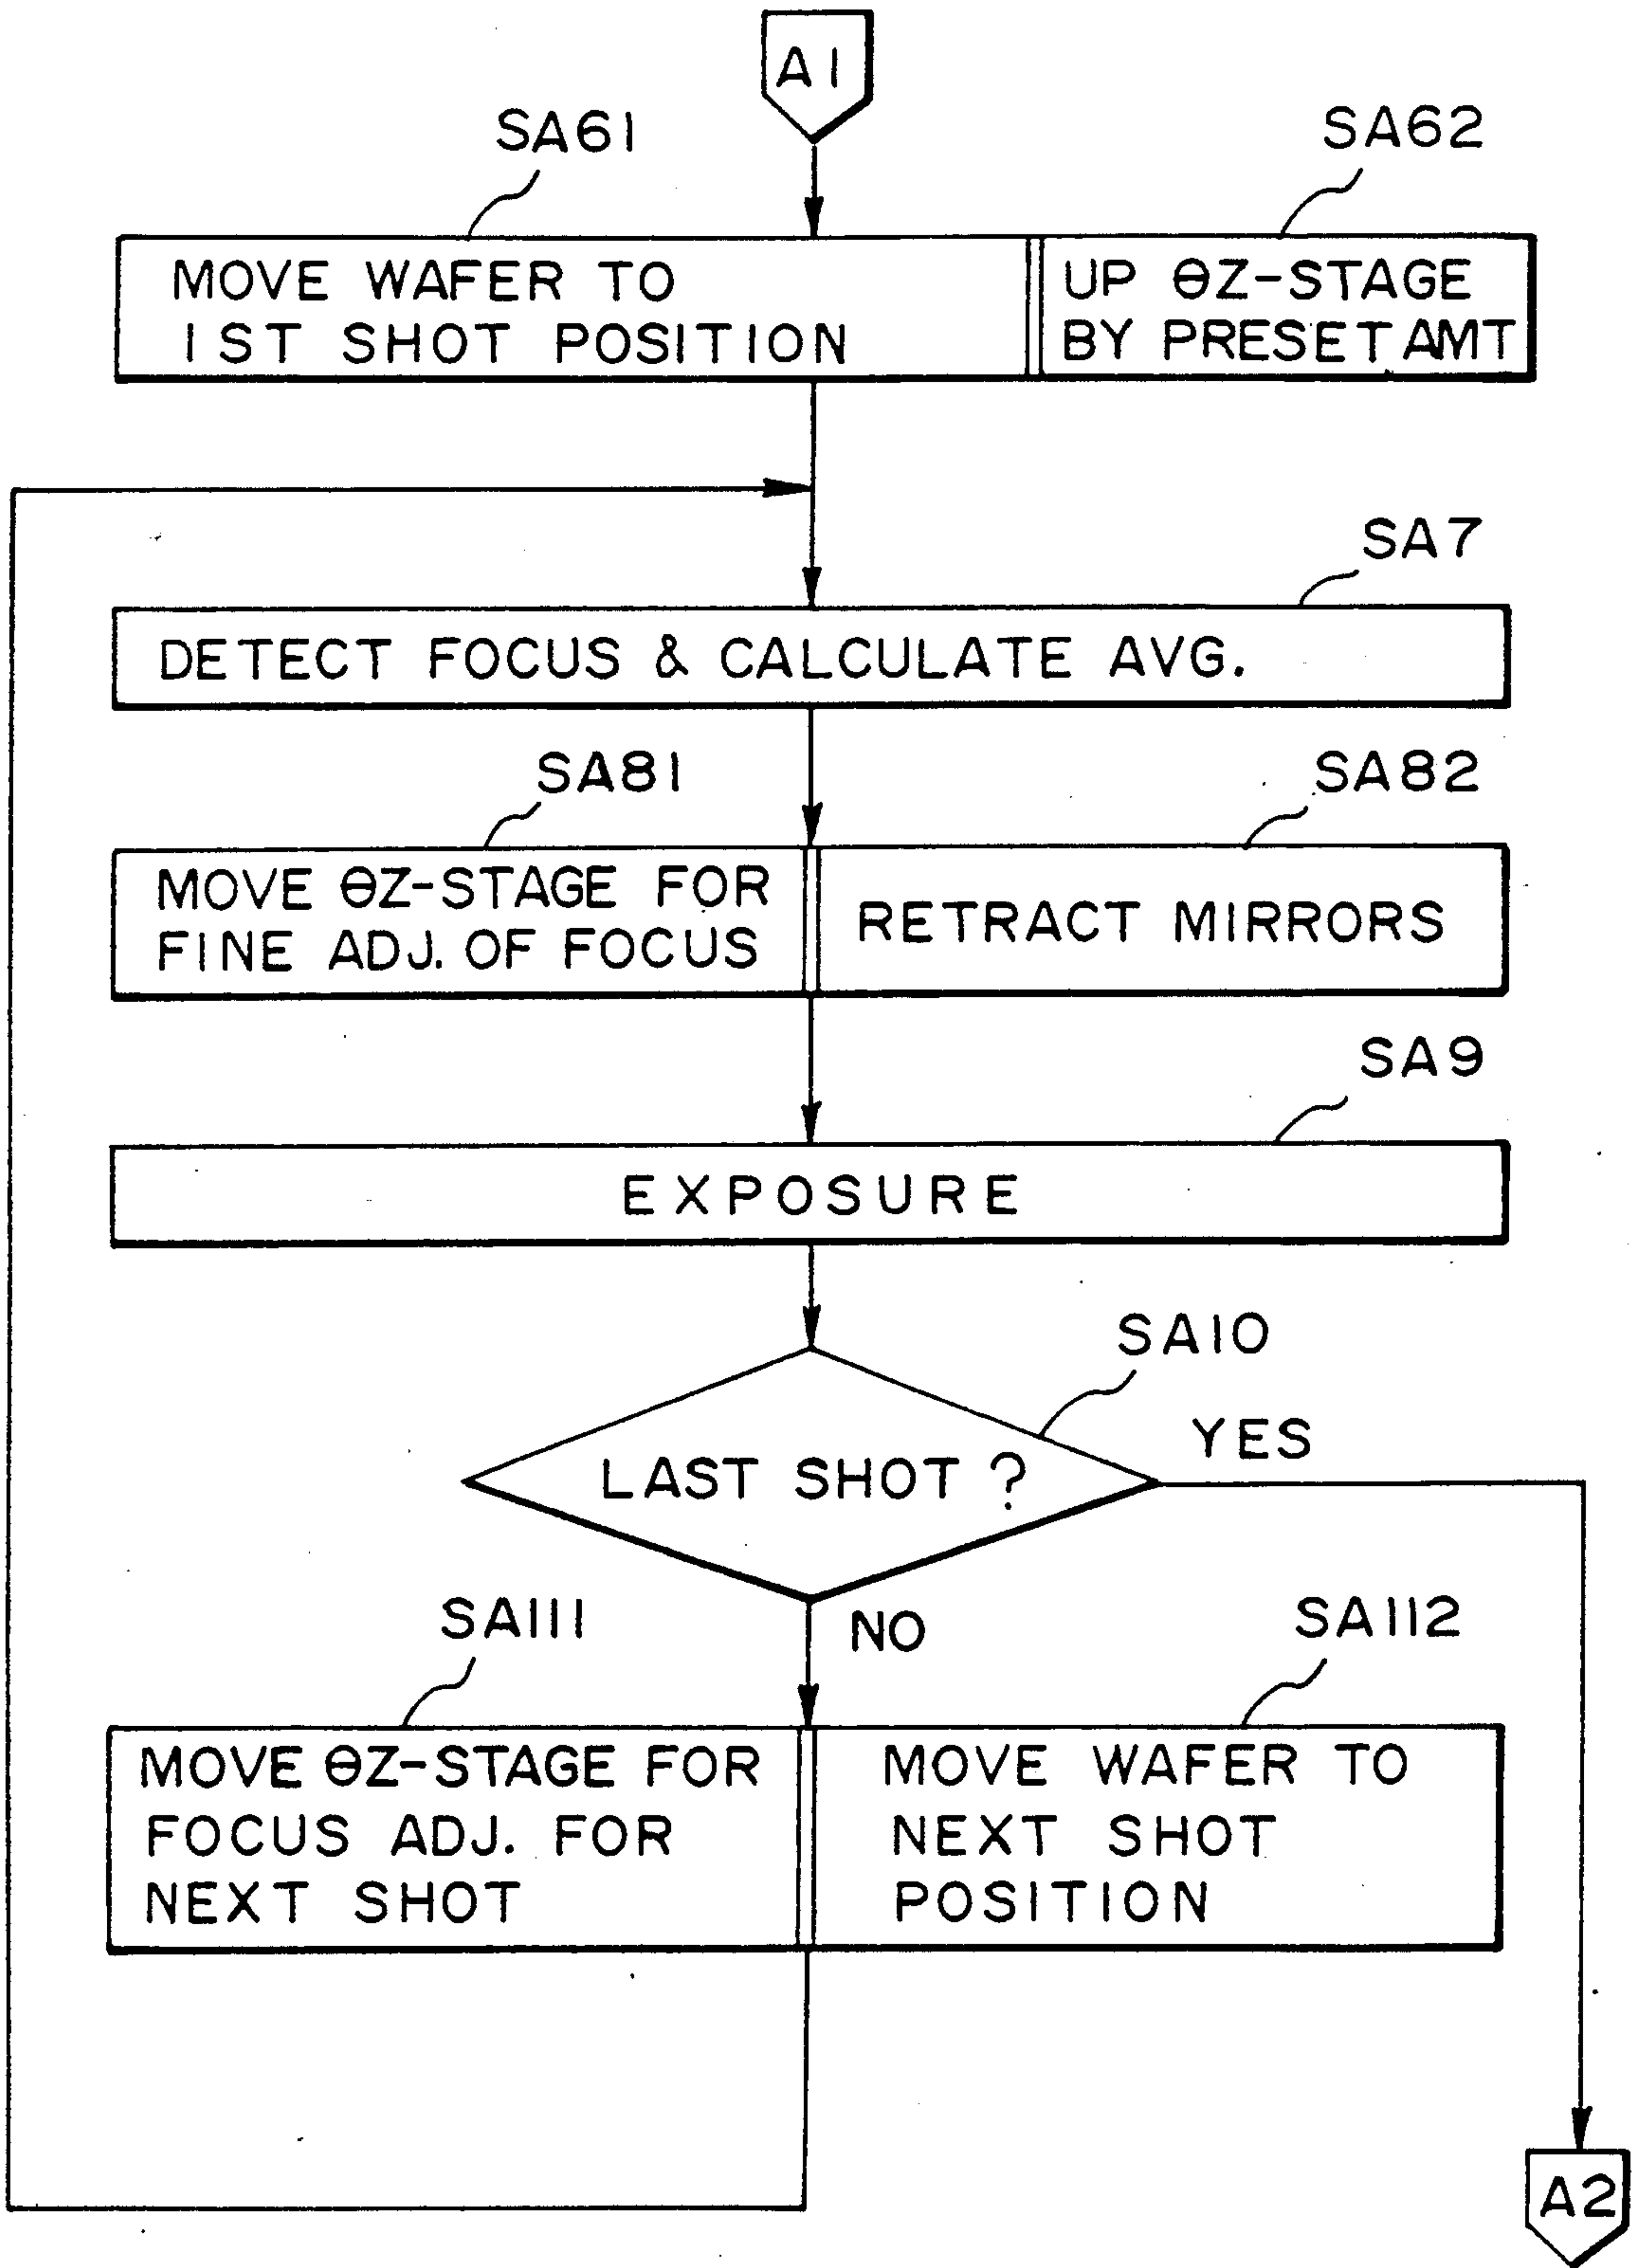 A1
SA61
SA62
MOVE WAFER TO
1ST SHOT POSITION
UP ΘZ-STAGE
BY PRESET AMT
SA7
DETECT FOCUS & CALCULATE AVG.
SA81
SA82
MOVE ΘZ-STAGE FOR
FINE ADJ. OF FOCUS
RETRACT MIRRORS
SA9
EXPOSURE
SA10
LAST SHOT ?
YES
NO
SA111
SA112
MOVE ΘZ-STAGE FOR
FOCUS ADJ. FOR
NEXT SHOT
MOVE WAFER TO
NEXT SHOT
POSITION
A2